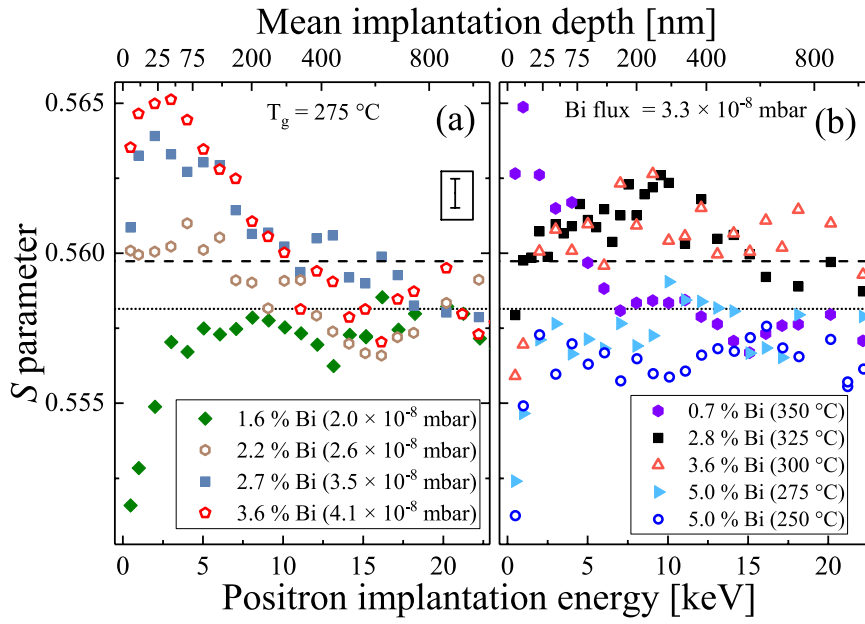 Mean implantation depth [nm]
0 25 75 200 400 800
0 25 75 200 400 800
0.565
0.560
0.555
S parameter
T_g = 275 °C
(a)
Bi flux = 3.3 × 10⁻⁸ mbar
(b)
1.6 % Bi (2.0 × 10⁻⁸ mbar)
2.2 % Bi (2.6 × 10⁻⁸ mbar)
2.7 % Bi (3.5 × 10⁻⁸ mbar)
3.6 % Bi (4.1 × 10⁻⁸ mbar)
0.7 % Bi (350 °C)
2.8 % Bi (325 °C)
3.6 % Bi (300 °C)
5.0 % Bi (275 °C)
5.0 % Bi (250 °C)
0 5 10 15 20
0 5 10 15 20
Positron implantation energy [keV]